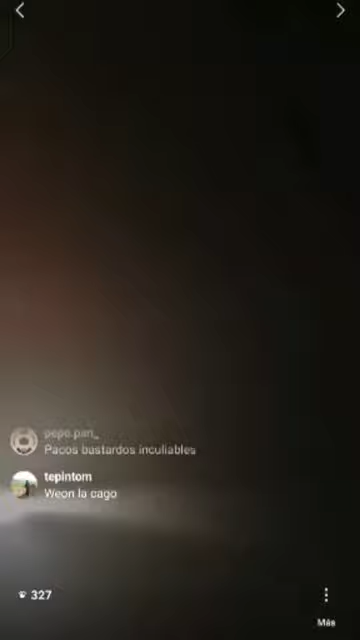 pepe.pan_
Pacos bastardos inculiables
tepintom
Weon la cago
327
Más